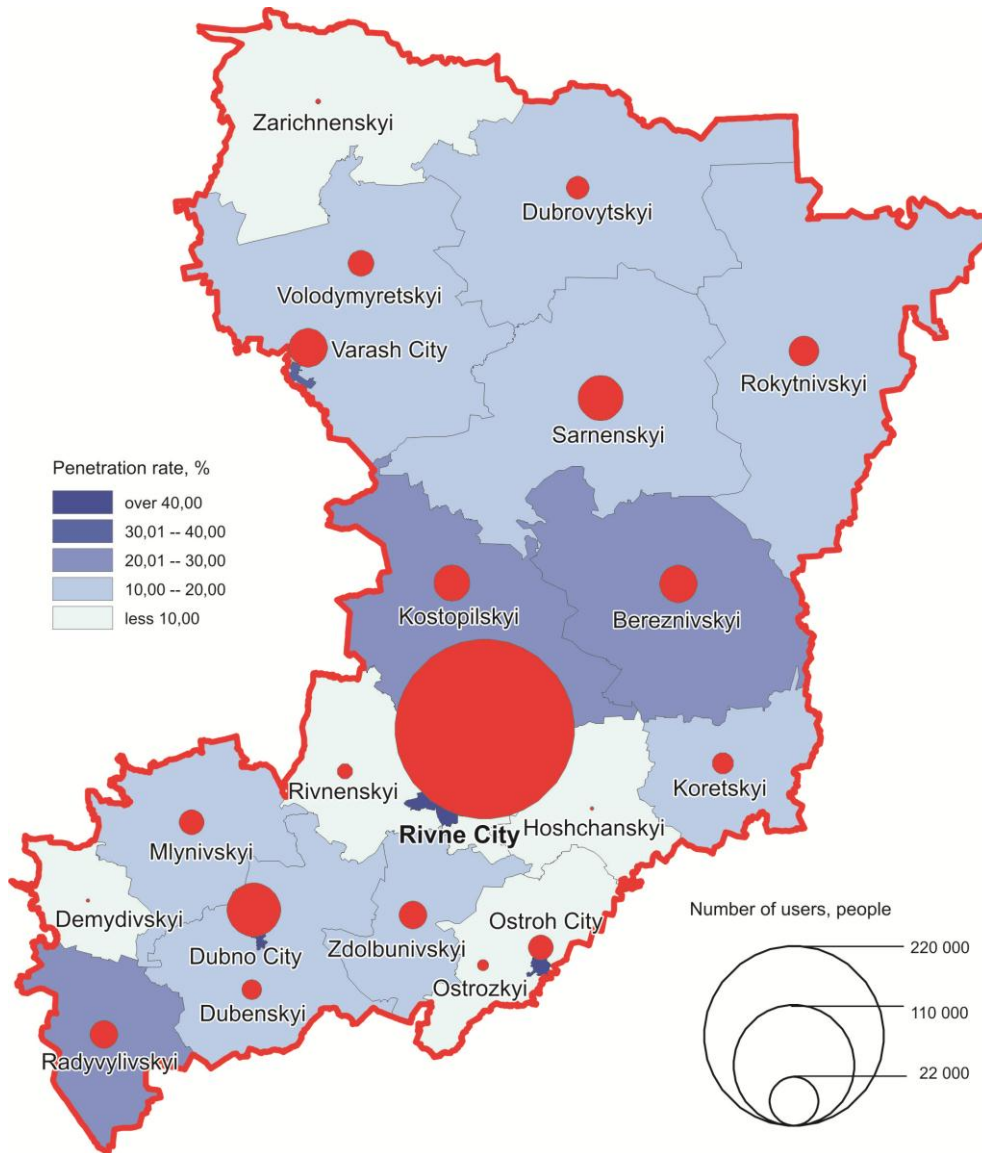 Zarichnenskyi
Dubrovytskyi
Volodymyretskyi
Varash City
Rokytnivskyi
Sarnenskyi
Penetration rate, %
over 40,00
30,01 -- 40,00
20,01 -- 30,00
10,00 -- 20,00
less 10,00
Kostopilskyi
Bereznivskyi
Rivnenskyi
Koretskyi
Hoshchanskyi
Rivne City
Mlynivskyi
Demydivskyi
Dubno City
Zdolbunivskyi
Ostroh City
Ostrozkyi
Dubenskyi
Radyvylivskyi
Number of users, people
220 000
110 000
22 000